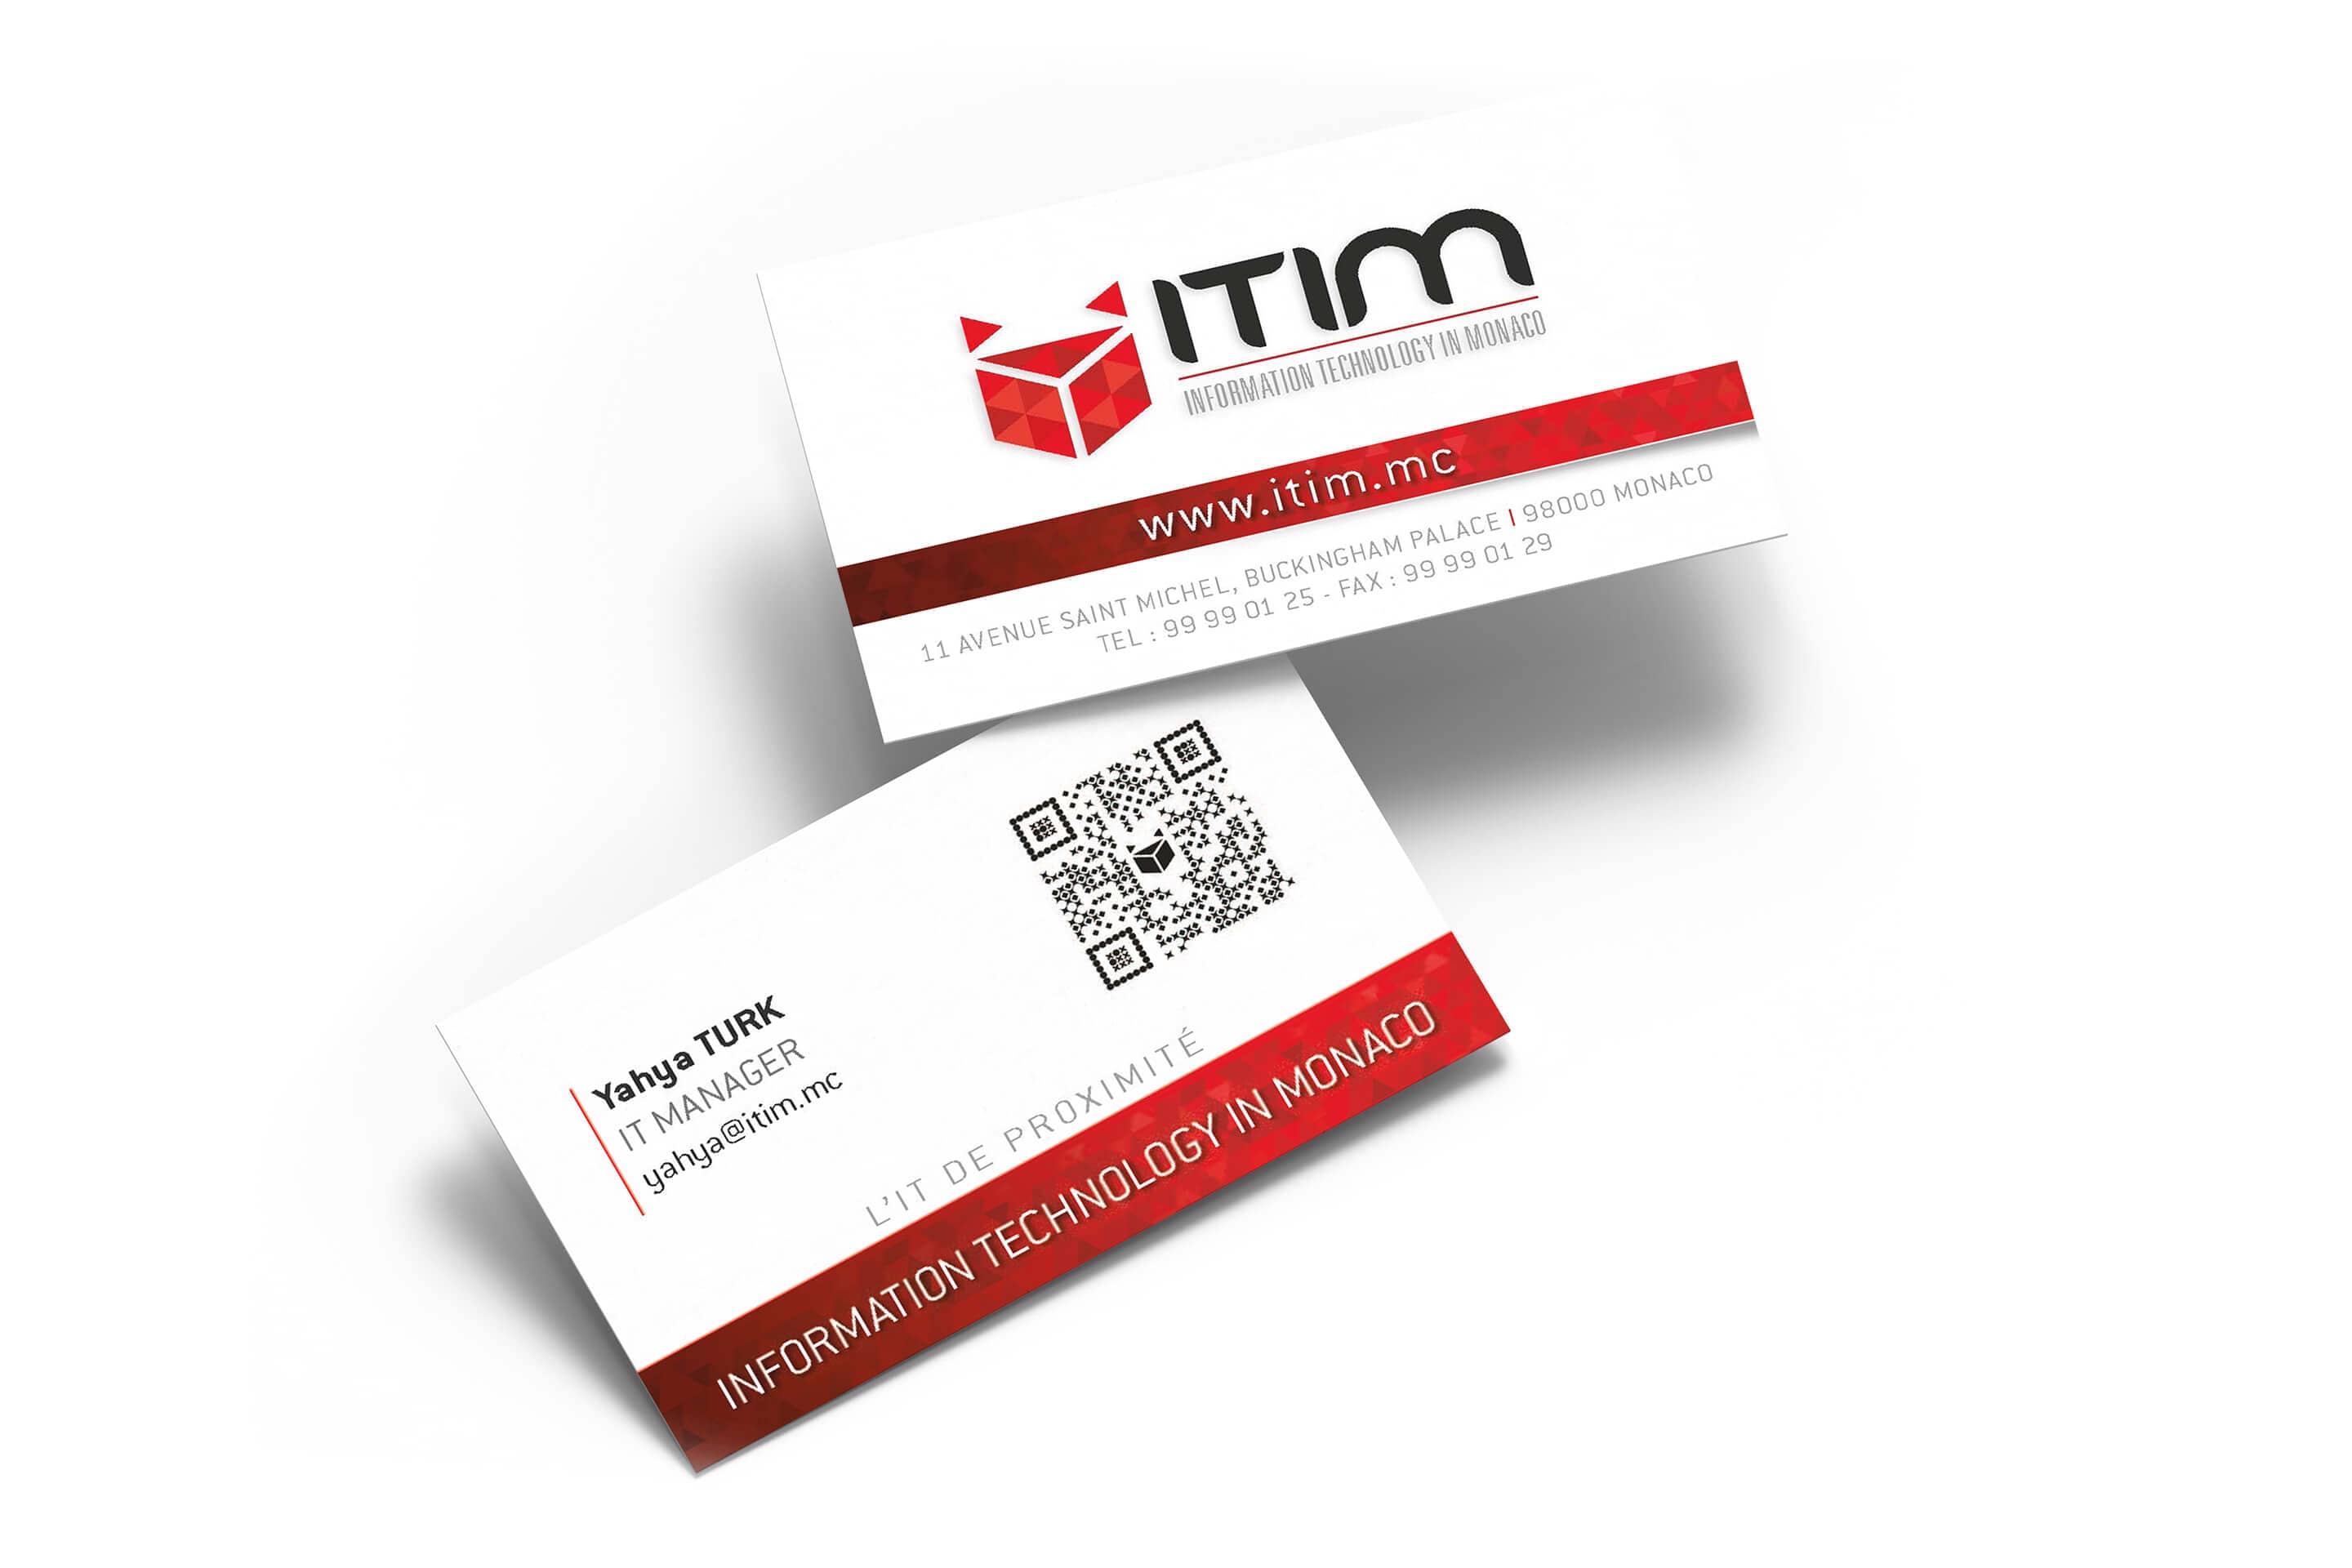 ITIM
INFORMATION TECHNOLOGY IN MONACO
www.itim.mc
11 AVENUE SAINT MICHEL, BUCKINGHAM PALACE | 98000 MONACO
TEL : 99 99 01 25 - FAX : 99 99 01 29
Yahya TURK
IT MANAGER
yahya@itim.mc
L'IT DE PROXIMITÉ
INFORMATION TECHNOLOGY IN MONACO